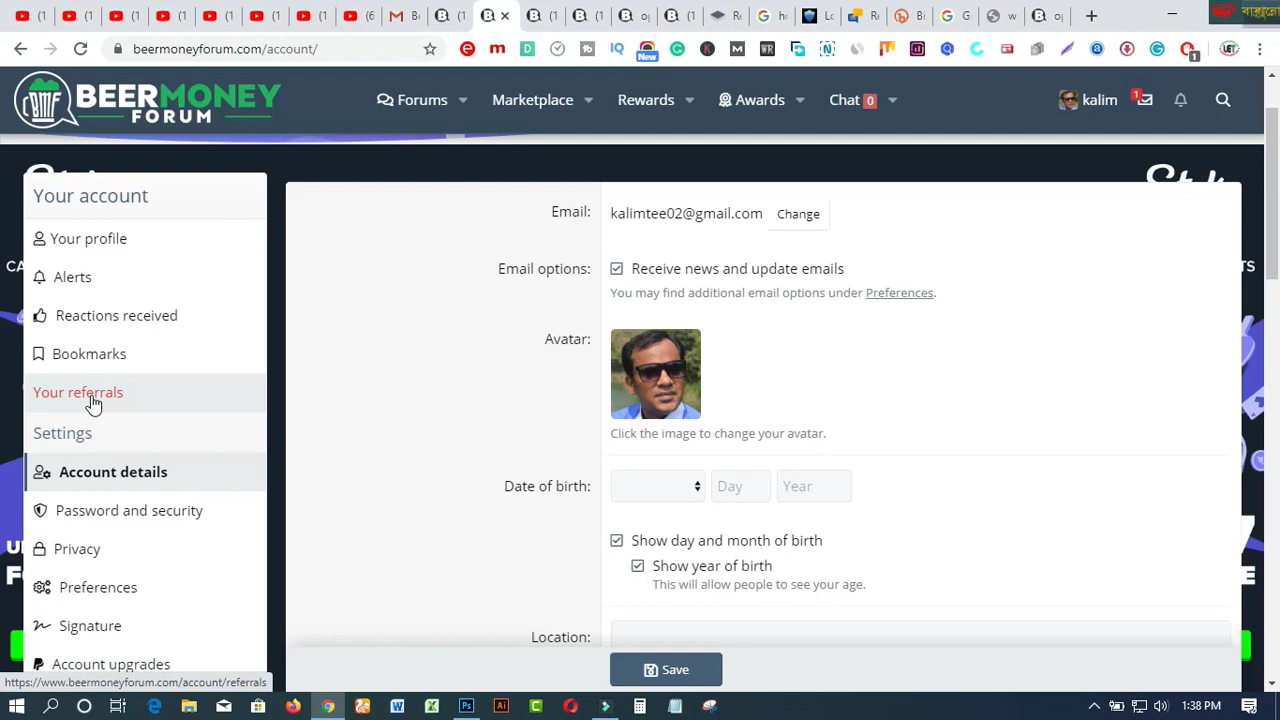 beermoneyforum.com/account/
New
1
BEERMONEY
FORUM
Forums
Marketplace
Rewards
Awards
Chat 0
kalim
1
Your account
Your profile
Alerts
Reactions received
Bookmarks
Your referrals
Settings
Account details
Password and security
Privacy
Preferences
Signature
Account upgrades
Email:
kalimtee02@gmail.com
Change
Email options:
Receive news and update emails
You may find additional email options under Preferences.
Avatar:
Click the image to change your avatar.
Date of birth:
Day
Year
Show day and month of birth
Show year of birth
This will allow people to see your age.
Location:
Save
https://www.beermoneyforum.com/account/referrals
1:38 PM